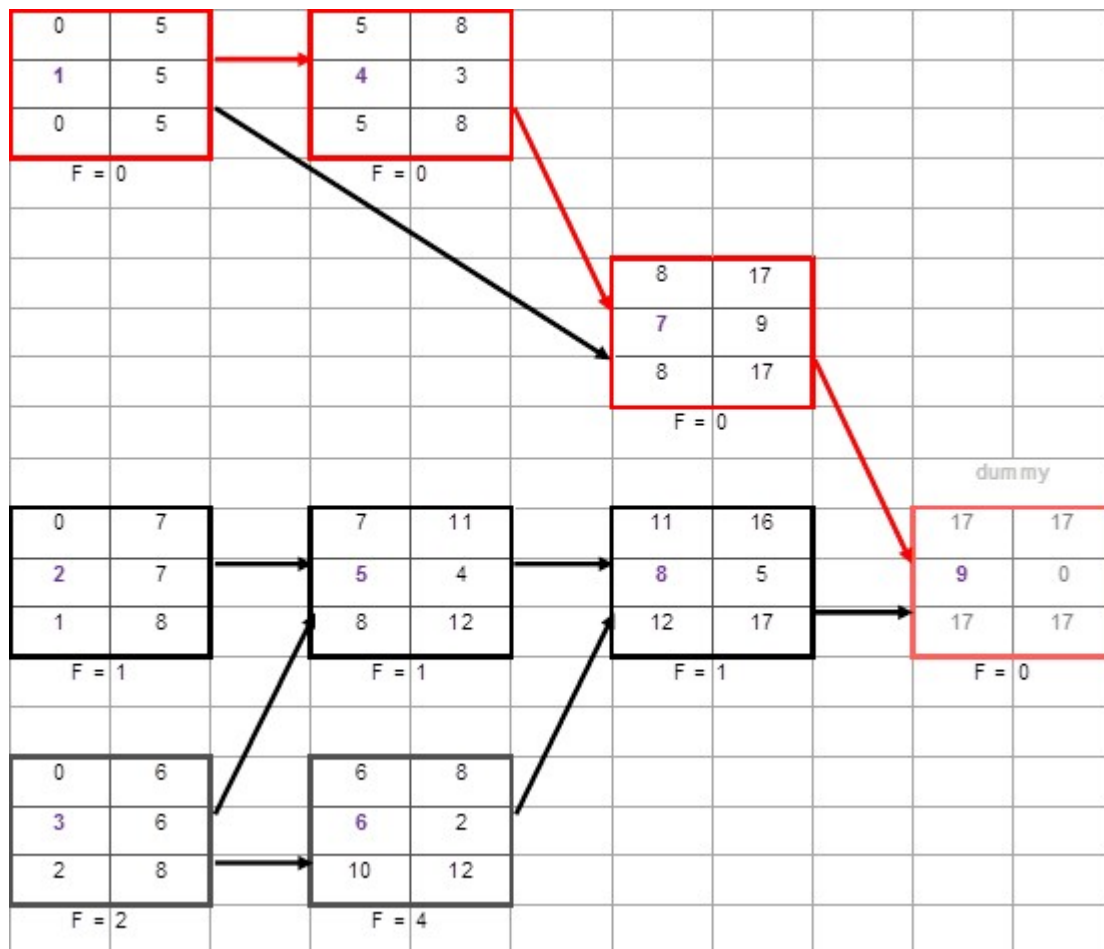 0 5 5 8
1 5 4 3
0 5 5 8
F = 0 F = 0
8 17
7 9
8 17
F = 0
dummy
0 7 7 11 11 16 17 17
2 7 5 4 8 5 9 0
1 8 8 12 12 17 17 17
F = 1 F = 1 F = 1 F = 0
0 6 6 8
3 6 6 2
2 8 10 12
F = 2 F = 4